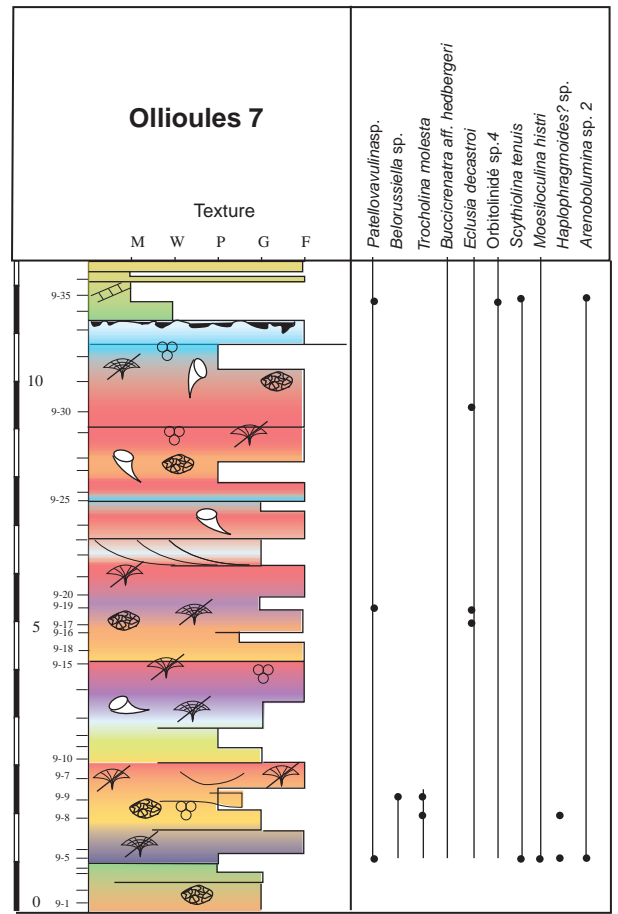 Ollioules 7
Texture
M W P G F
Patellovavulinasp.
Belorussiella sp.
Trocholina molesta
Buccicrenatra aff. hedbergeri
Eclusia decastroi
Orbitolinidé sp.4
Scythiolina tenuis
Moesiloculina histri
Haplophragmoides? sp.
Arenobolumina sp. 2
9-35
10
9-30
9-25
9-20
9-19
5
9-17
9-16
9-18
9-15
9-10
9-7
9-9
9-8
9-5
0
9-1